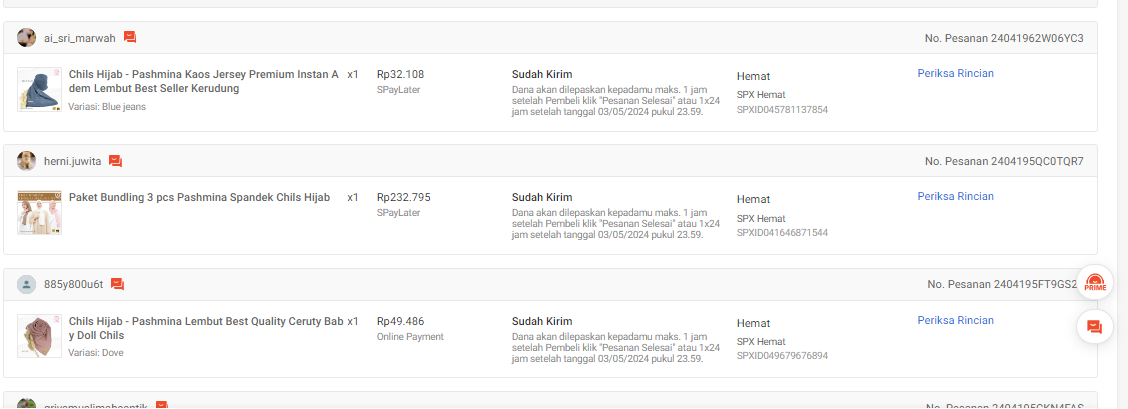 ai_sri_marwah
No. Pesanan 24041962W06YC3
Chils Hijab - Pashmina Kaos Jersey Premium Instan A
dem Lembut Best Seller Kerudung
Variasi: Blue jeans
x1
Rp32.108
SPayLater
Sudah Kirim
Dana akan dilepaskan kepadamu maks. 1 jam
setelah Pembeli klik "Pesanan Selesai" atau 1x24
jam setelah tanggal 03/05/2024 pukul 23.59.
Hemat
SPX Hemat
SPXID045781137854
Periksa Rincian
herni.juwita
No. Pesanan 2404195QC0TQR7
Paket Bundling 3 pcs Pashmina Spandek Chils Hijab
x1
Rp232.795
SPayLater
Sudah Kirim
Dana akan dilepaskan kepadamu maks. 1 jam
setelah Pembeli klik "Pesanan Selesai" atau 1x24
jam setelah tanggal 03/05/2024 pukul 23.59.
Hemat
SPX Hemat
SPXID041646871544
Periksa Rincian
885y800u6t
No. Pesanan 2404195FT9GS2
PRIME
Chils Hijab - Pashmina Lembut Best Quality Ceruty Bab
y Doll Chils
Variasi: Dove
x1
Rp49.486
Online Payment
Sudah Kirim
Dana akan dilepaskan kepadamu maks. 1 jam
setelah Pembeli klik "Pesanan Selesai" atau 1x24
jam setelah tanggal 03/05/2024 pukul 23.59.
Hemat
SPX Hemat
SPXID049679676894
Periksa Rincian
No. Pesanan